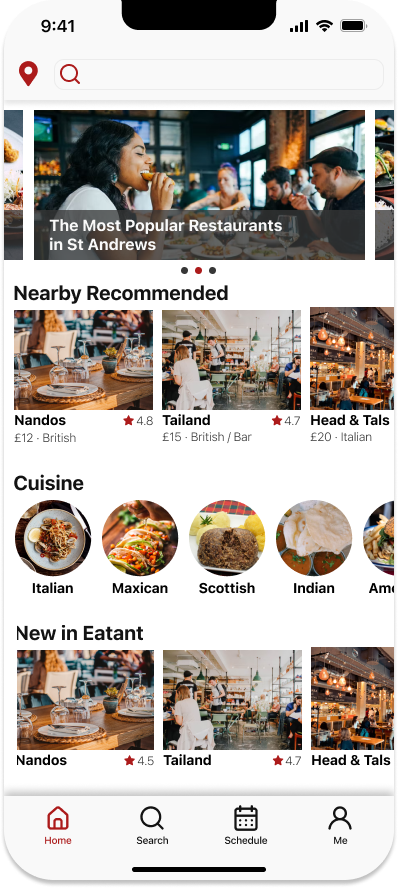 9:41
The Most Popular Restaurants
in St Andrews
Nearby Recommended
Nandos 4.8
£12 · British
Tailand 4.7
£15 · British / Bar
Head & Tals
£20 · Italian
Cuisine
Italian Maxican Scottish Indian Ame
New in Eatant
Nandos 4.5
Tailand 4.7
Head & Tals
Home Search Schedule Me